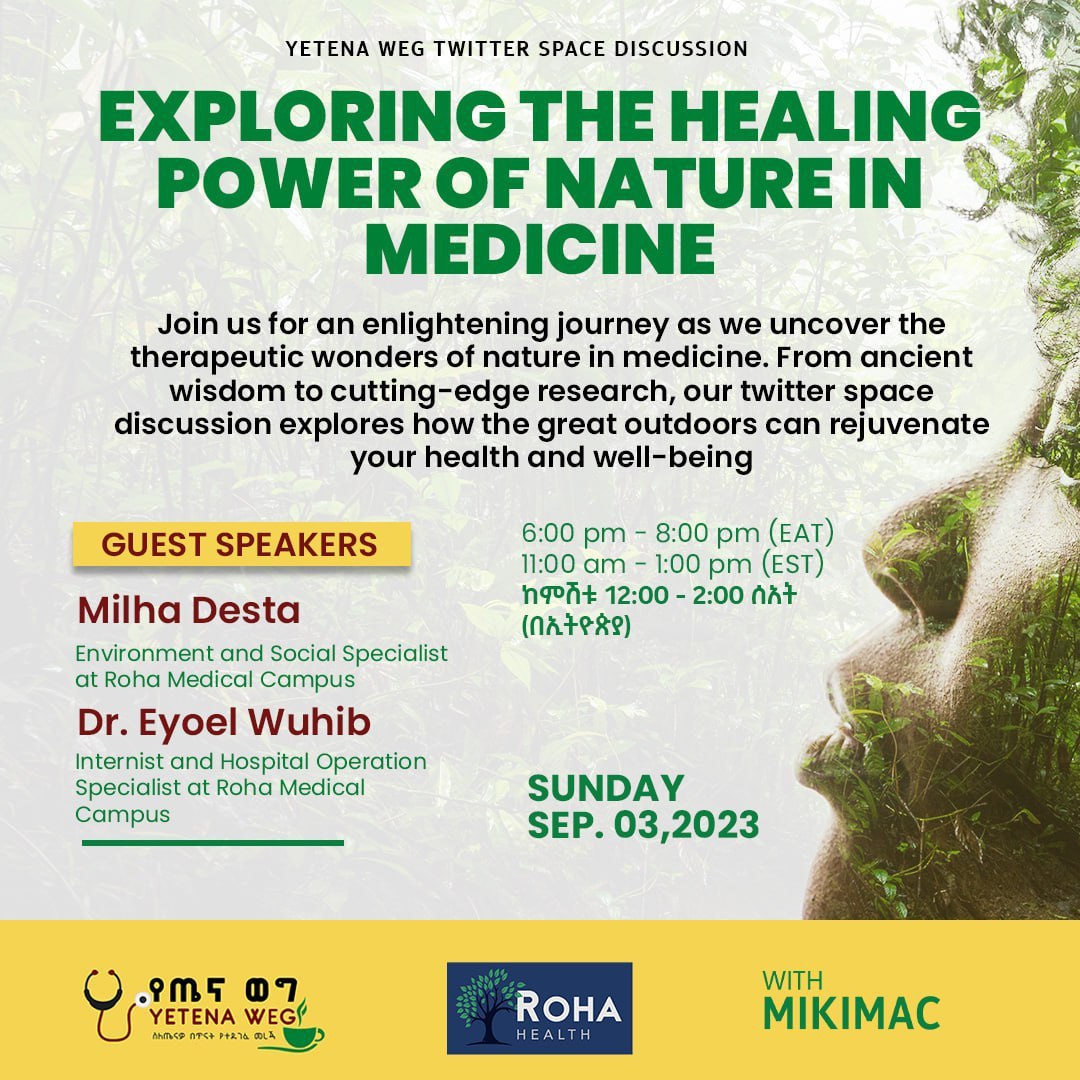 YETENA WEG TWITTER SPACE DISCUSSION
EXPLORING THE HEALING
POWER OF NATURE IN
MEDICINE
Join us for an enlightening journey as we uncover the
therapeutic wonders of nature in medicine. From ancient
wisdom to cutting-edge research, our twitter space
discussion explores how the great outdoors can rejuvenate
your health and well-being
GUEST SPEAKERS
Milha Desta
Environment and Social Specialist
at Roha Medical Campus
Dr. Eyoel Wuhib
Internist and Hospital Operation
Specialist at Roha Medical
Campus
6:00 pm - 8:00 pm (EAT)
11:00 am - 1:00 pm (EST)
ከምሽቱ 12:00 - 2:00 ሰአት
(በኢትዮጵያ)
SUNDAY
SEP. 03,2023
የጤና ወግ
YETENA WEG
ስለጤናዎ በጥናት የተደገፈ መረጃ
ROHA
HEALTH
WITH
MIKIMAC